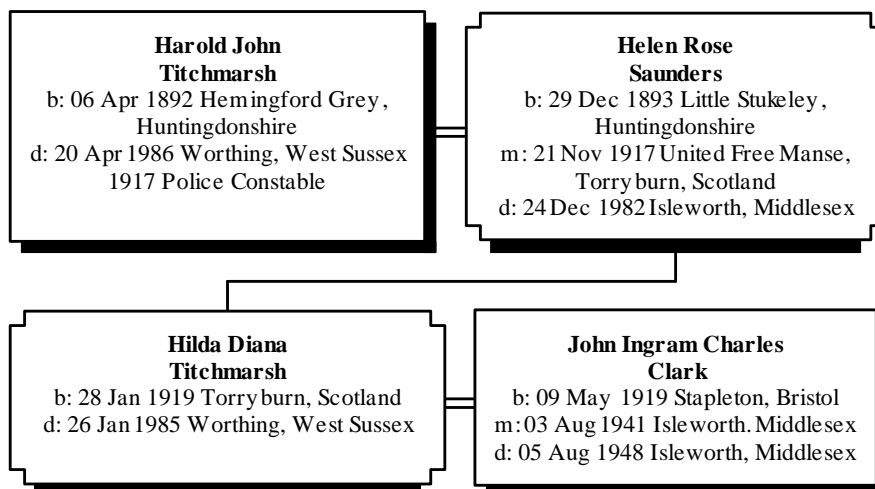 Harold John
Titchmarsh
b: 06 Apr 1892 Hemingford Grey,
Huntingdonshire
d: 20 Apr 1986 Worthing, West Sussex
1917 Police Constable
Helen Rose
Saunders
b: 29 Dec 1893 Little Stukeley,
Huntingdonshire
m: 21 Nov 1917 United Free Manse,
Torryburn, Scotland
d: 24 Dec 1982 Isleworth, Middlesex
Hilda Diana
Titchmarsh
b: 28 Jan 1919 Torryburn, Scotland
d: 26 Jan 1985 Worthing, West Sussex
John Ingram Charles
Clark
b: 09 May 1919 Stapleton, Bristol
m: 03 Aug 1941 Isleworth. Middlesex
d: 05 Aug 1948 Isleworth, Middlesex